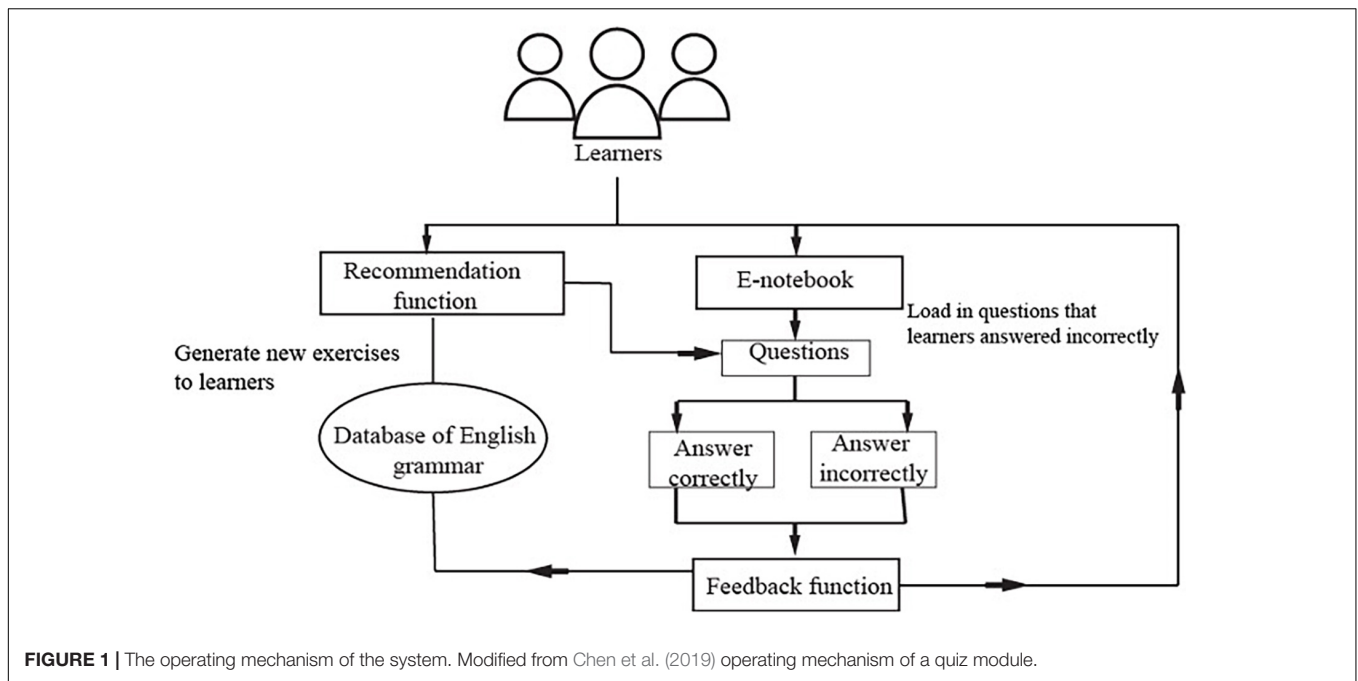 Learners
Recommendation
function
E-notebook
Load in questions that
learners answered incorrectly
Generate new exercises
to learners
Questions
Database of English
grammar
Answer
correctly
Answer
incorrectly
Feedback function
FIGURE 1 | The operating mechanism of the system. Modified from Chen et al. (2019) operating mechanism of a quiz module.